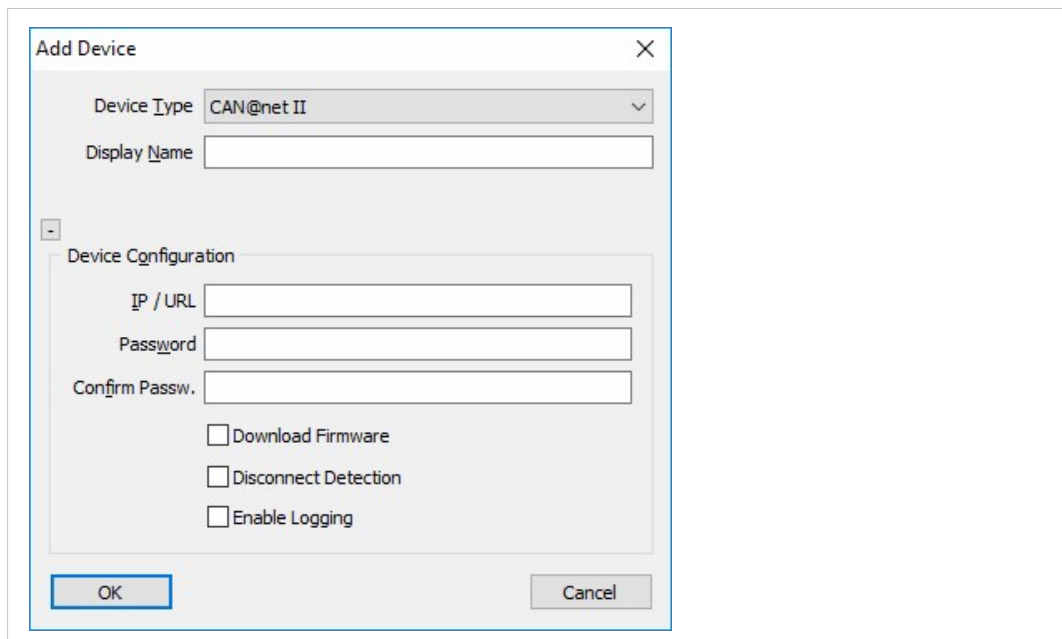 Add Device
Device Type CAN@net II
Display Name
-
Device Configuration
IP / URL
Password
Confirm Passw.
Download Firmware
Disconnect Detection
Enable Logging
OK Cancel